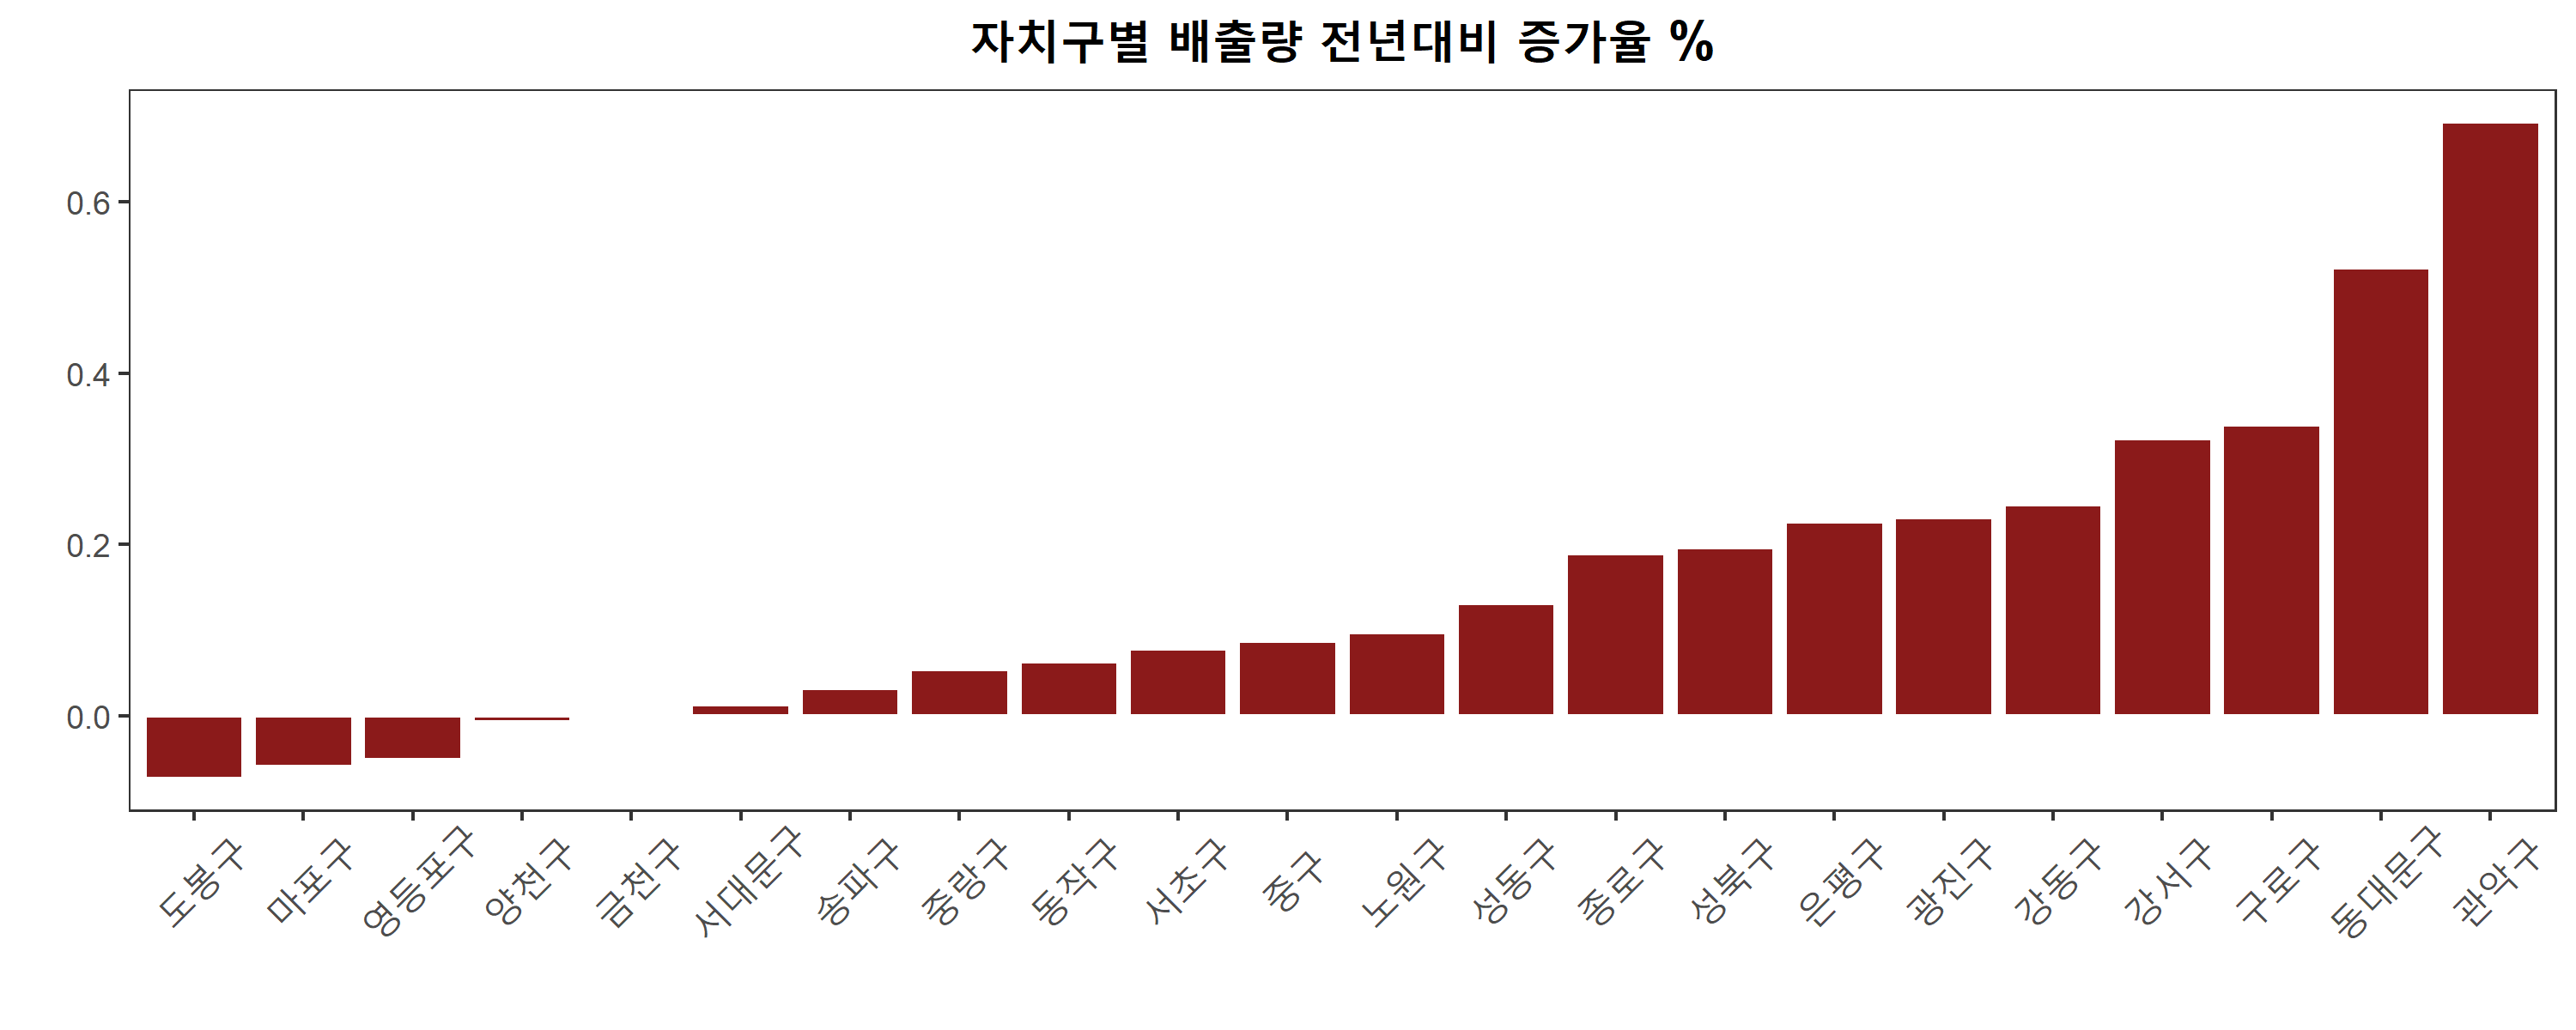 자치구별 배출량 전년대비 증가율 %
0.6
0.4
0.2
0.0
도봉구
마포구
영등포구
양천구
금천구
서대문구
송파구
중랑구
동작구
서초구
중구
노원구
성동구
종로구
성북구
은평구
광진구
강동구
강서구
구로구
동대문구
관악구